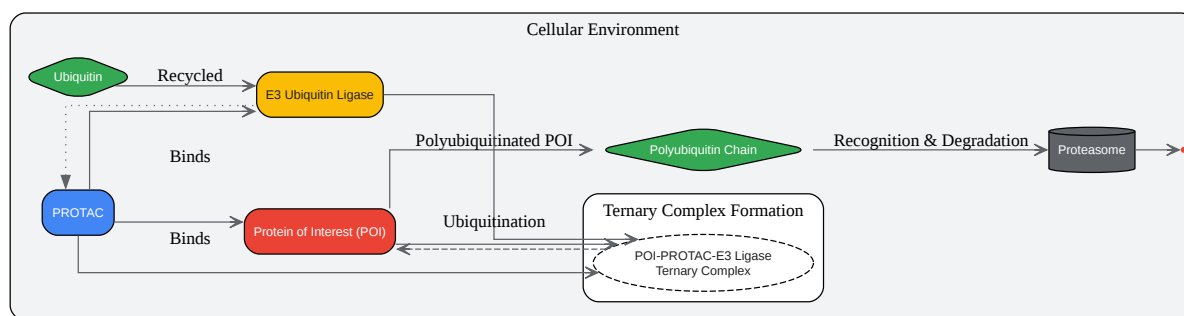 Cellular Environment
Ubiquitin
Recycled
E3 Ubiquitin Ligase
Polyubiquitinated POI
Polyubiquitin Chain
Recognition & Degradation
Proteasome
Binds
PROTAC
Binds
Protein of Interest (POI)
Ubiquitination
Ternary Complex Formation
POI-PROTAC-E3 Ligase
Ternary Complex